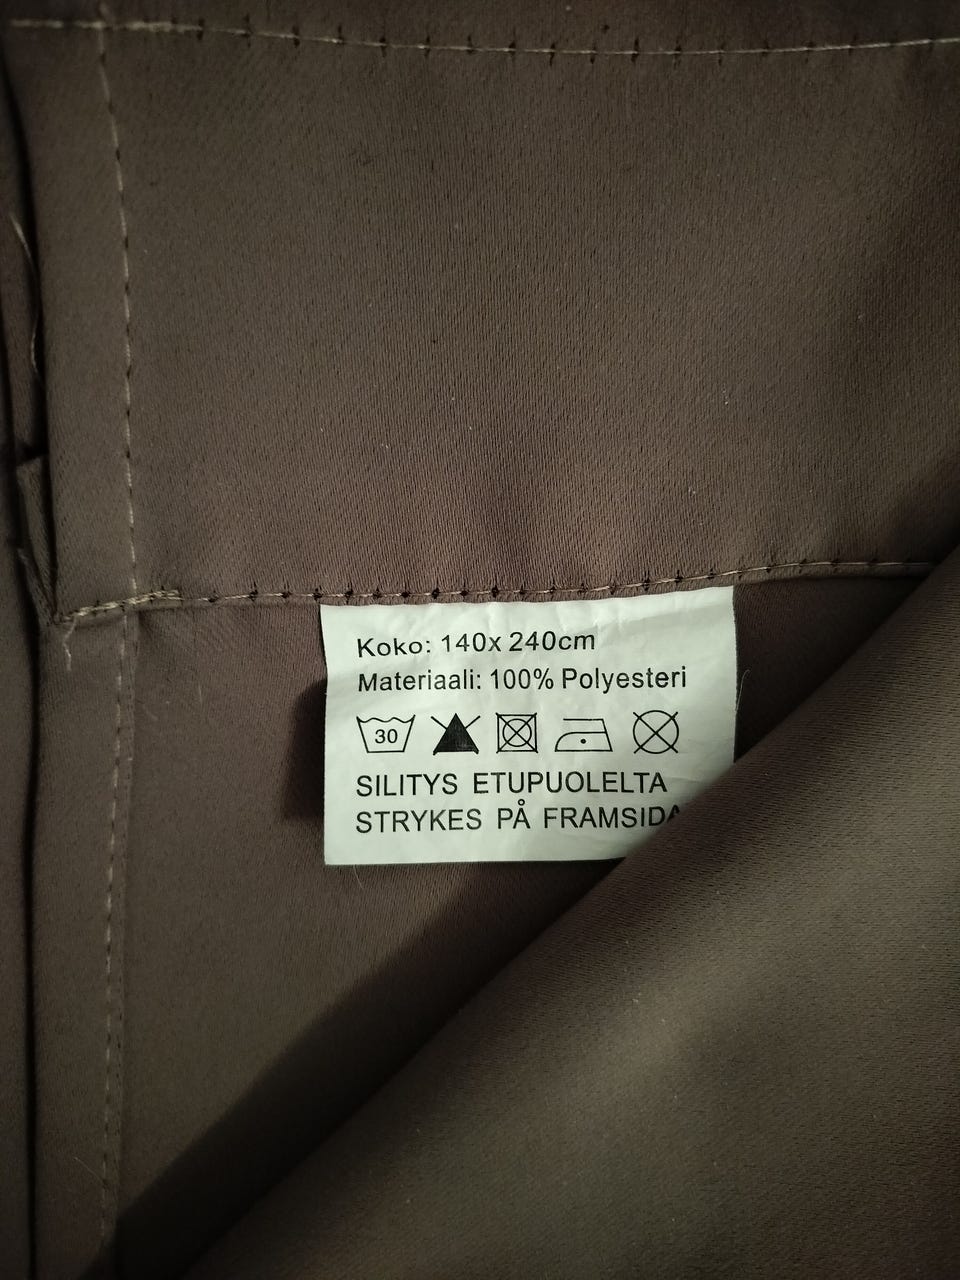 Koko: 140x 240cm
Materiaali: 100% Polyesteri
30
SILITYS ETUPUOLELTA
STRYKES PÅ FRAMSIDA